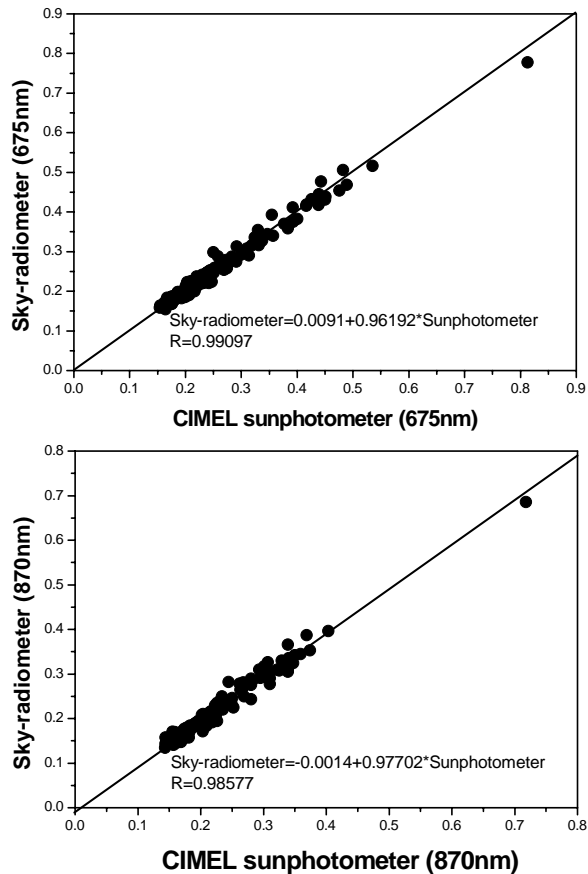 0.9
0.8
0.7
0.6
0.5
0.4
0.3
0.2
0.1
0.0
Sky-radiometer (675nm)
Sky-radiometer=0.0091+0.96192*Sunphotometer
R=0.99097
0.0 0.1 0.2 0.3 0.4 0.5 0.6 0.7 0.8 0.9
CIMEL sunphotometer (675nm)
0.8
0.7
0.6
0.5
0.4
0.3
0.2
0.1
0.0
Sky-radiometer (870nm)
Sky-radiometer=-0.0014+0.97702*Sunphotometer
R=0.98577
0.0 0.1 0.2 0.3 0.4 0.5 0.6 0.7 0.8
CIMEL sunphotometer (870nm)